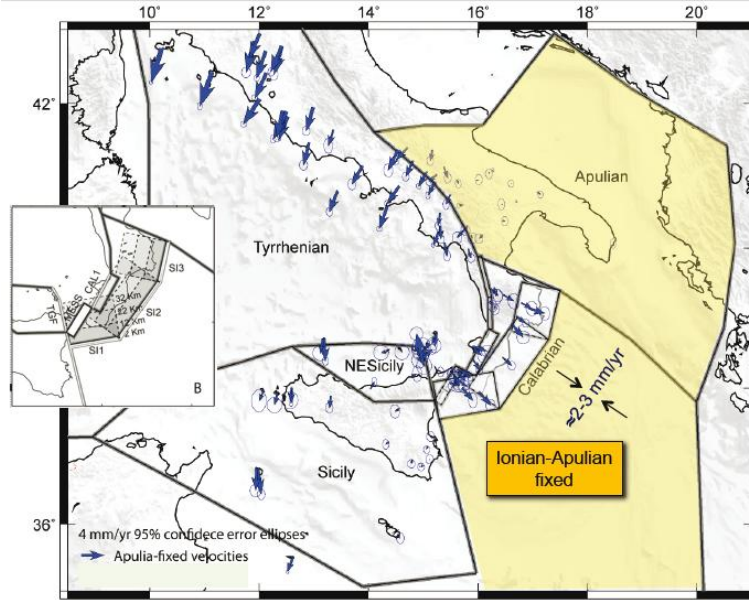 10° 12° 14° 16° 18° 20°
42°
Apulian
Tyrrhenian
SI3
MESS CAL1
32 Km
22 Km
12 Km
2 Km
SI2
TGF
SI1
B
NESicily
Calabrian
≈2-3 mm/yr
Sicily
Ionian-Apulian
fixed
36°
4 mm/yr 95% confidece error ellipses
Apulia-fixed velocities